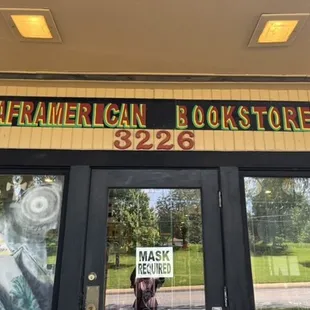 AFRAMERICAN BOOKSTORE
3226
MASK
REQUIRED